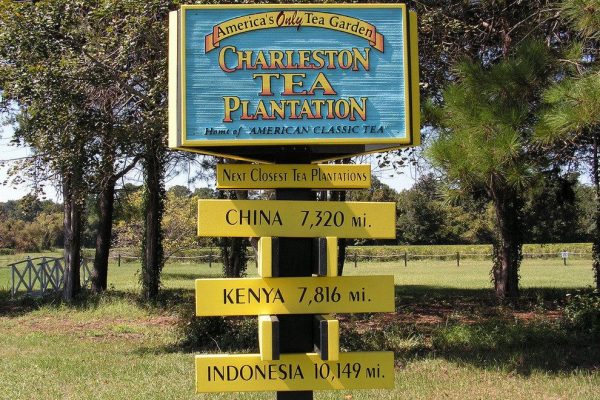 America's Only Tea Garden
CHARLESTON
TEA
PLANTATION
Home of AMERICAN CLASSIC TEA
NEXT CLOSEST TEA PLANTATIONS
CHINA 7,320 MI.
KENYA 7,816 MI.
INDONESIA 10,149 MI.